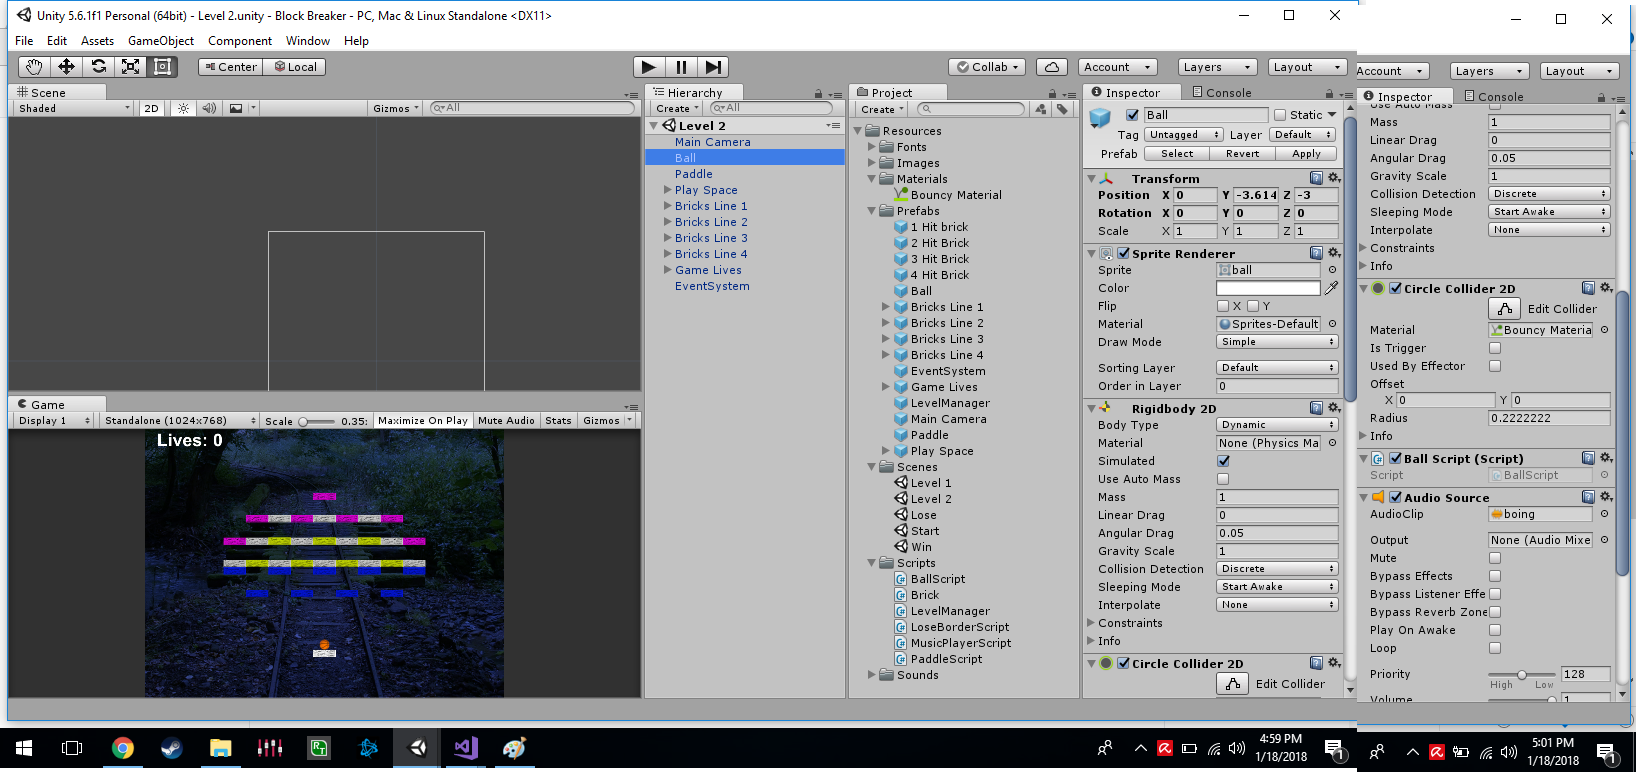 Unity 5.6.1f1 Personal (64bit) - Level 2.unity - Block Breaker - PC, Mac & Linux Standalone <DX11>
File Edit Assets GameObject Component Window Help
Center Local
Collab Account Layers Layout
Scene
Shaded 2D Gizmos All
Game
Display 1 Standalone (1024x768) Scale 0.35: Maximize On Play Mute Audio Stats Gizmos
Lives: 0
Hierarchy
Create All
Level 2
Main Camera
Ball
Paddle
Play Space
Bricks Line 1
Bricks Line 2
Bricks Line 3
Bricks Line 4
Game Lives
EventSystem
Project
Create
Resources
Fonts
Images
Materials
Bouncy Material
Prefabs
1 Hit brick
2 Hit Brick
3 Hit Brick
4 Hit Brick
Ball
Bricks Line 1
Bricks Line 2
Bricks Line 3
Bricks Line 4
EventSystem
Game Lives
LevelManager
Main Camera
Paddle
Play Space
Scenes
Level 1
Level 2
Lose
Start
Win
Scripts
BallScript
Brick
LevelManager
LoseBorderScript
MusicPlayerScript
PaddleScript
Sounds
Inspector Console
Ball Static
Tag Untagged Layer Default
Prefab Select Revert Apply
Transform
Position X 0 Y -3.614 Z -3
Rotation X 0 Y 0 Z 0
Scale X 1 Y 1 Z 1
Sprite Renderer
Sprite ball
Color
Flip X Y
Material Sprites-Default
Draw Mode Simple
Sorting Layer Default
Order in Layer 0
Rigidbody 2D
Body Type Dynamic
Material None (Physics Ma
Simulated
Use Auto Mass
Mass 1
Linear Drag 0
Angular Drag 0.05
Gravity Scale 1
Collision Detection Discrete
Sleeping Mode Start Awake
Interpolate None
Constraints
Info
Circle Collider 2D
Edit Collider
Account Layers Layout
Inspector Console
Use Auto Mass
Mass 1
Linear Drag 0
Angular Drag 0.05
Gravity Scale 1
Collision Detection Discrete
Sleeping Mode Start Awake
Interpolate None
Constraints
Info
Circle Collider 2D
Edit Collider
Material Bouncy Materia
Is Trigger
Used By Effector
Offset
X 0 Y 0
Radius 0.2222222
Info
Ball Script (Script)
Script BallScript
Audio Source
AudioClip boing
Output None (Audio Mixe
Mute
Bypass Effects
Bypass Listener Effe
Bypass Reverb Zone
Play On Awake
Loop
Priority 128
High Low
Volume 1
RT
4:59 PM
1/18/2018
1
5:01 PM
1/18/2018
1